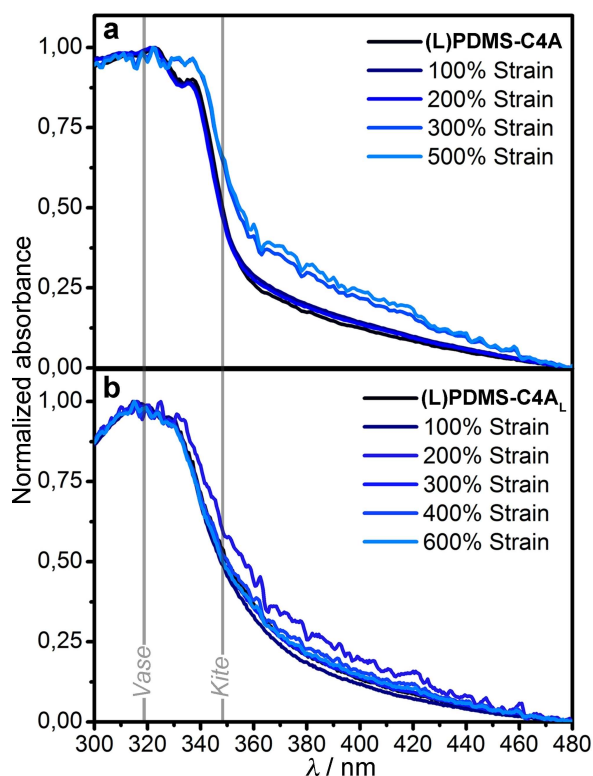 a
(L)PDMS-C4A
100% Strain
200% Strain
300% Strain
500% Strain
1,00
0,75
0,50
0,25
0,00
Normalized absorbance
b
(L)PDMS-C4A_L
100% Strain
200% Strain
300% Strain
400% Strain
600% Strain
1,00
0,75
0,50
0,25
0,00
Vase
Kite
300 320 340 360 380 400 420 440 460 480
λ / nm